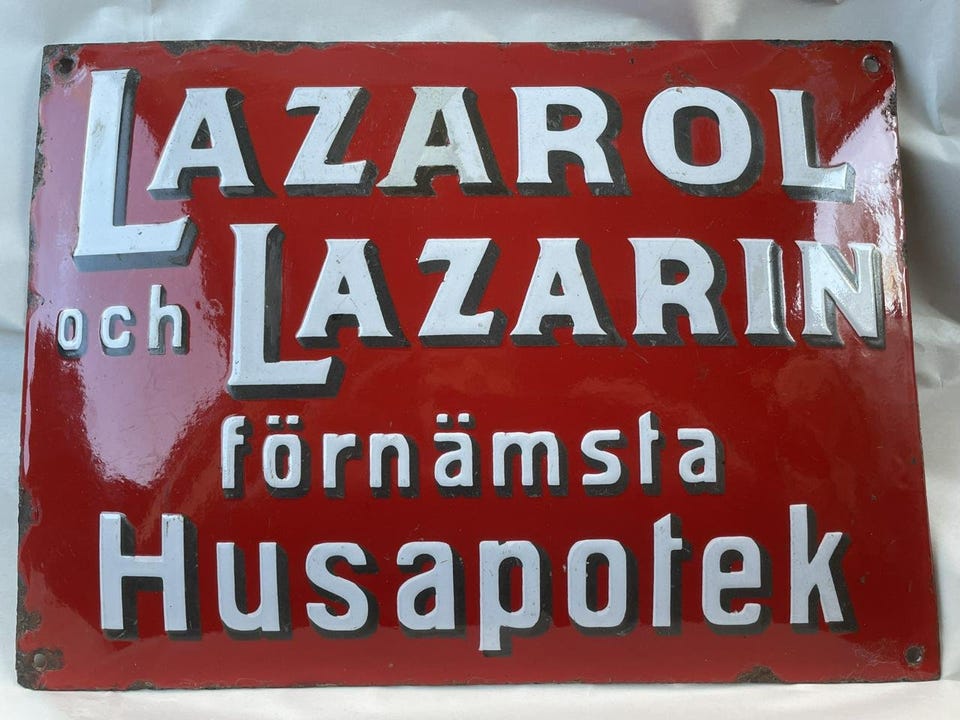 LAZAROL
och LAZARIN
förnämsta
Husapotek